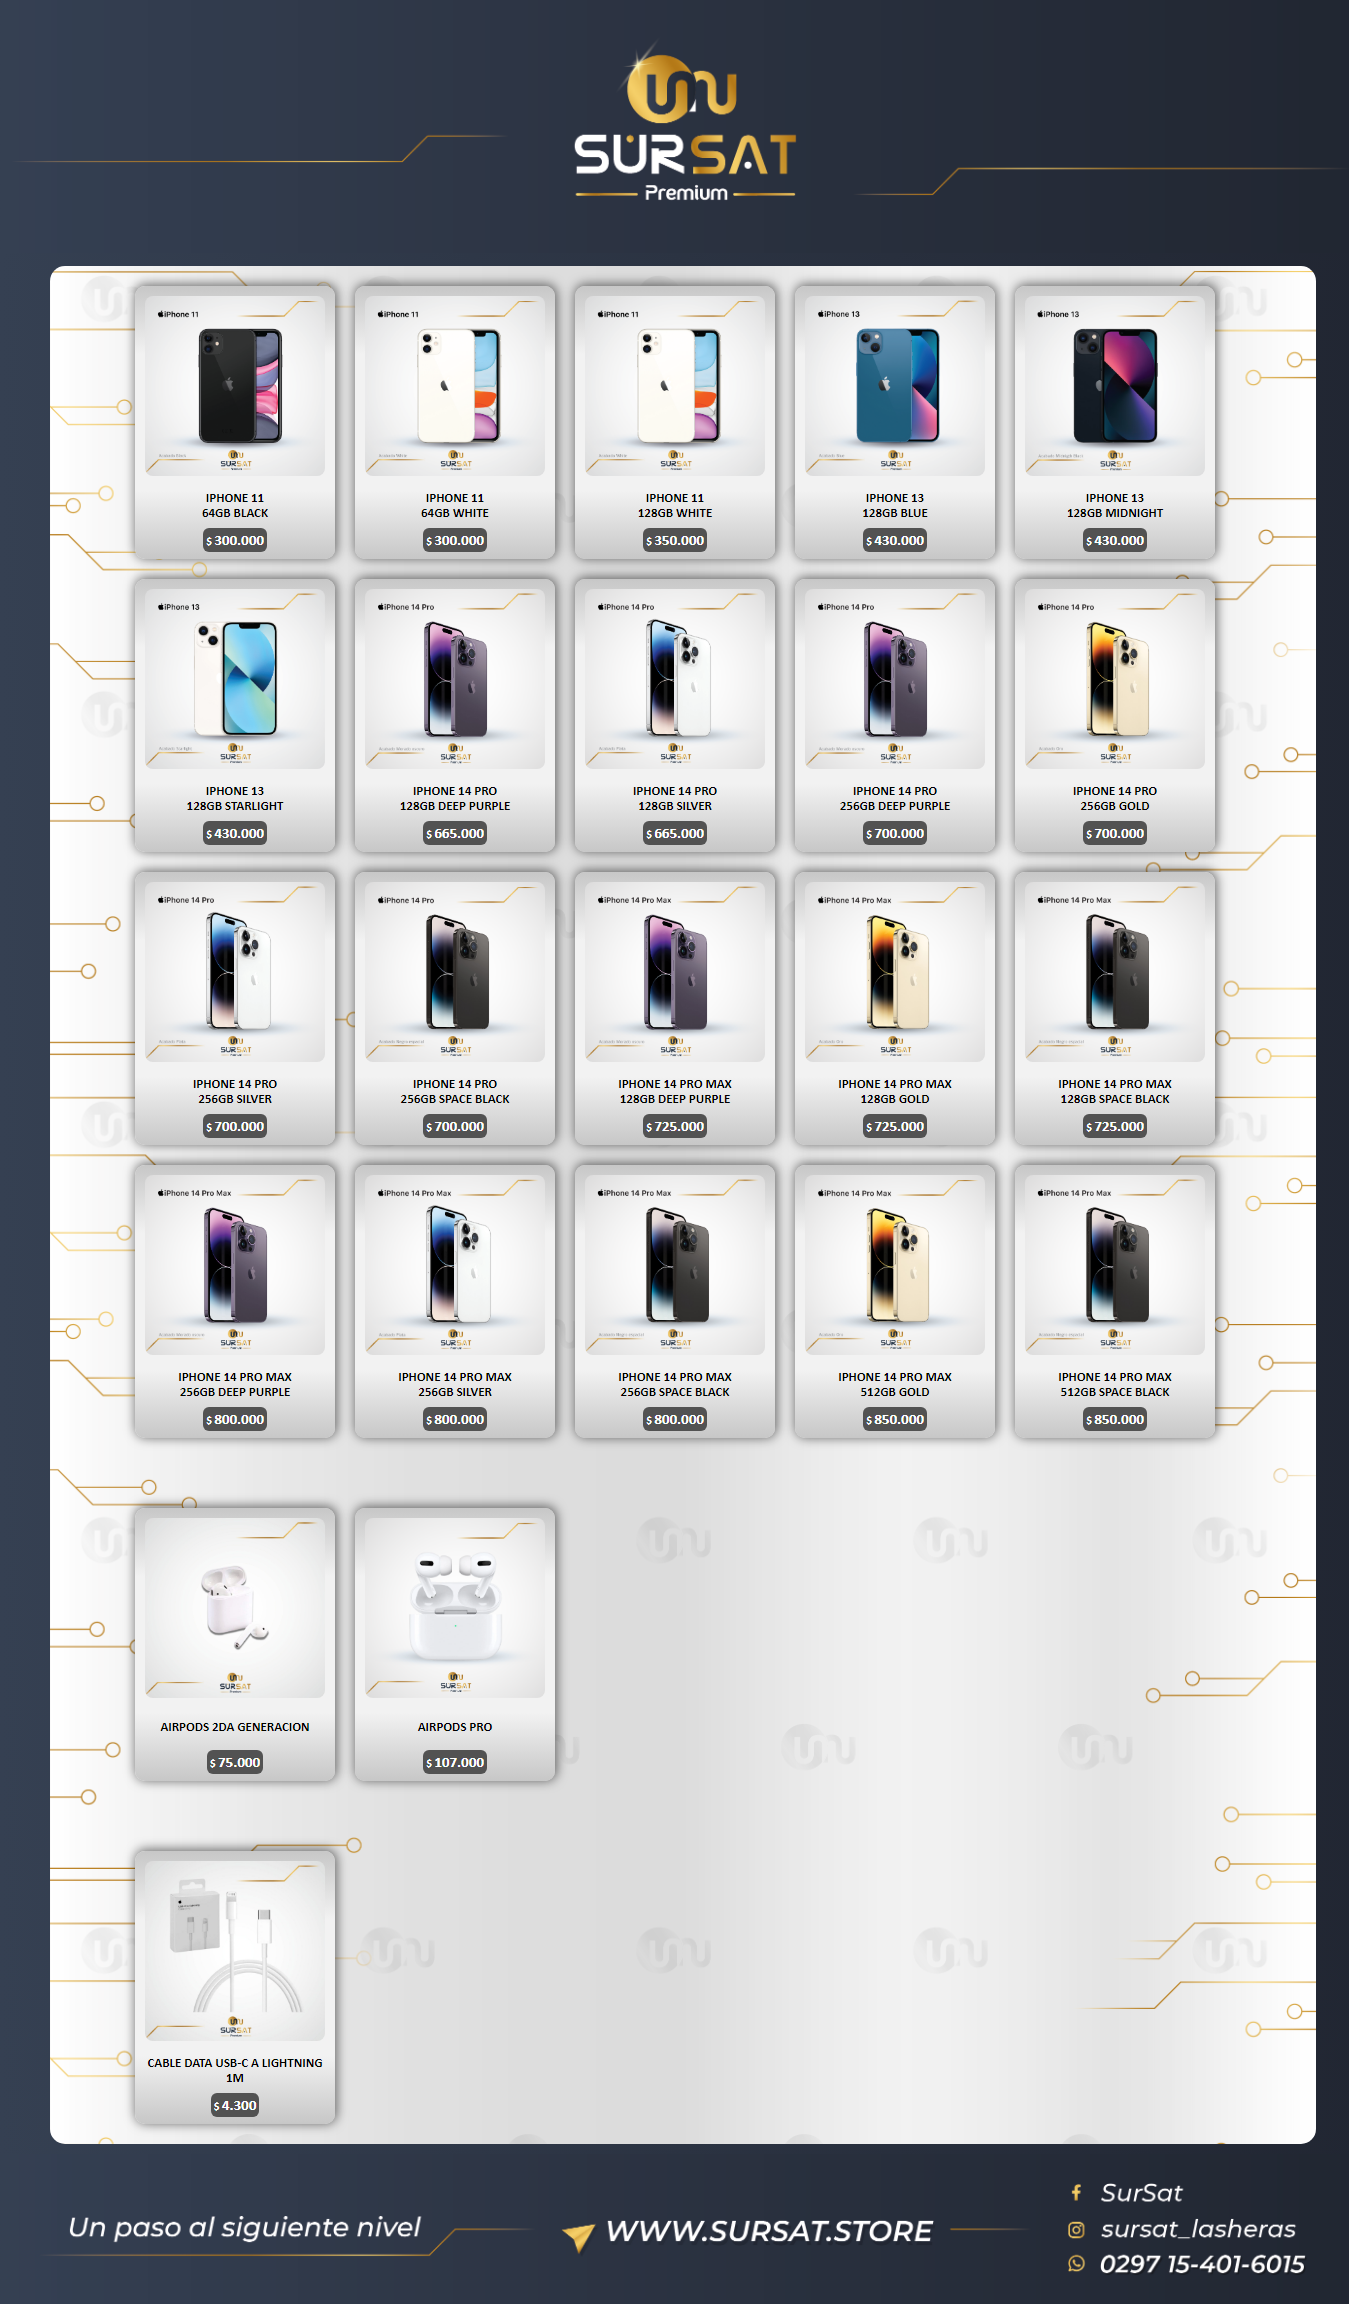 SURSAT
Premium
iPhone 11
iPhone 11
iPhone 11
iPhone 13
iPhone 13
IPHONE 11
64GB BLACK
$ 300.000
IPHONE 11
64GB WHITE
$ 300.000
IPHONE 11
128GB WHITE
$ 350.000
IPHONE 13
128GB BLUE
$ 430.000
IPHONE 13
128GB MIDNIGHT
$ 430.000
iPhone 13
iPhone 14 Pro
iPhone 14 Pro
iPhone 14 Pro
iPhone 14 Pro
IPHONE 13
128GB STARLIGHT
$ 430.000
IPHONE 14 PRO
128GB DEEP PURPLE
$ 665.000
IPHONE 14 PRO
128GB SILVER
$ 665.000
IPHONE 14 PRO
256GB DEEP PURPLE
$ 700.000
IPHONE 14 PRO
256GB GOLD
$ 700.000
iPhone 14 Pro
iPhone 14 Pro
iPhone 14 Pro Max
iPhone 14 Pro Max
iPhone 14 Pro Max
IPHONE 14 PRO
256GB SILVER
$ 700.000
IPHONE 14 PRO
256GB SPACE BLACK
$ 700.000
IPHONE 14 PRO MAX
128GB DEEP PURPLE
$ 725.000
IPHONE 14 PRO MAX
128GB GOLD
$ 725.000
IPHONE 14 PRO MAX
128GB SPACE BLACK
$ 725.000
iPhone 14 Pro Max
iPhone 14 Pro Max
iPhone 14 Pro Max
iPhone 14 Pro Max
iPhone 14 Pro Max
IPHONE 14 PRO MAX
256GB DEEP PURPLE
$ 800.000
IPHONE 14 PRO MAX
256GB SILVER
$ 800.000
IPHONE 14 PRO MAX
256GB SPACE BLACK
$ 800.000
IPHONE 14 PRO MAX
512GB GOLD
$ 850.000
IPHONE 14 PRO MAX
512GB SPACE BLACK
$ 850.000
SURSAT
AIRPODS 2DA GENERACION
$ 75.000
SURSAT
AIRPODS PRO
$ 107.000
SURSAT
CABLE DATA USB-C A LIGHTNING
1M
$ 4.300
Un paso al siguiente nivel
WWW.SURSAT.STORE
SurSat
sursat_lasheras
0297 15-401-6015